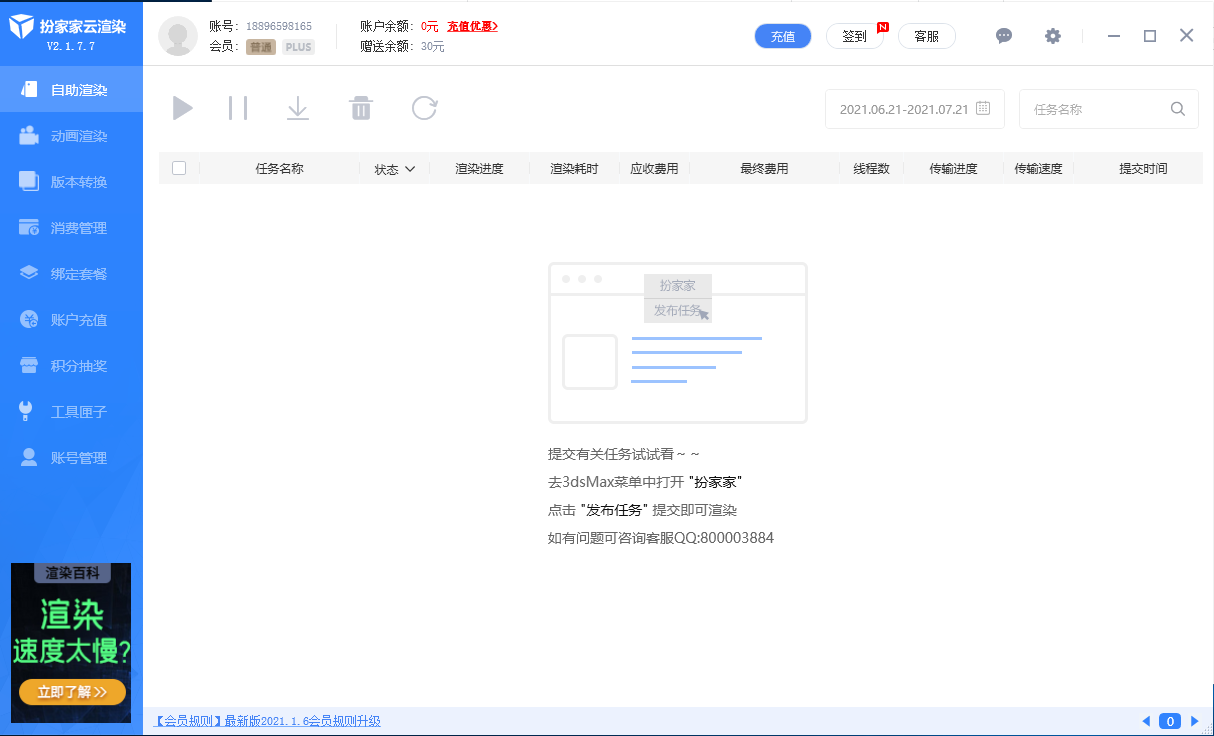 扮家家云渲染
V2.1.7.7
账号： 18896598165
会员： 普通 PLUS
账户余额： 0元 充值优惠>
赠送余额： 30元
充值
签到
N
客服
自助渲染
动画渲染
版本转换
消费管理
绑定套餐
账户充值
积分抽奖
工具匣子
账号管理
2021.06.21-2021.07.21
任务名称
任务名称 状态 渲染进度 渲染耗时 应收费用 最终费用 线程数 传输进度 传输速度 提交时间
扮家家
发布任务
提交有关任务试试看～～
去3dsMax菜单中打开 "扮家家"
点击 "发布任务" 提交即可渲染
如有问题可咨询客服QQ:800003884
渲染百科
渲染
速度太慢?
立即了解>>
【会员规则】最新版2021.1.6会员规则升级
0